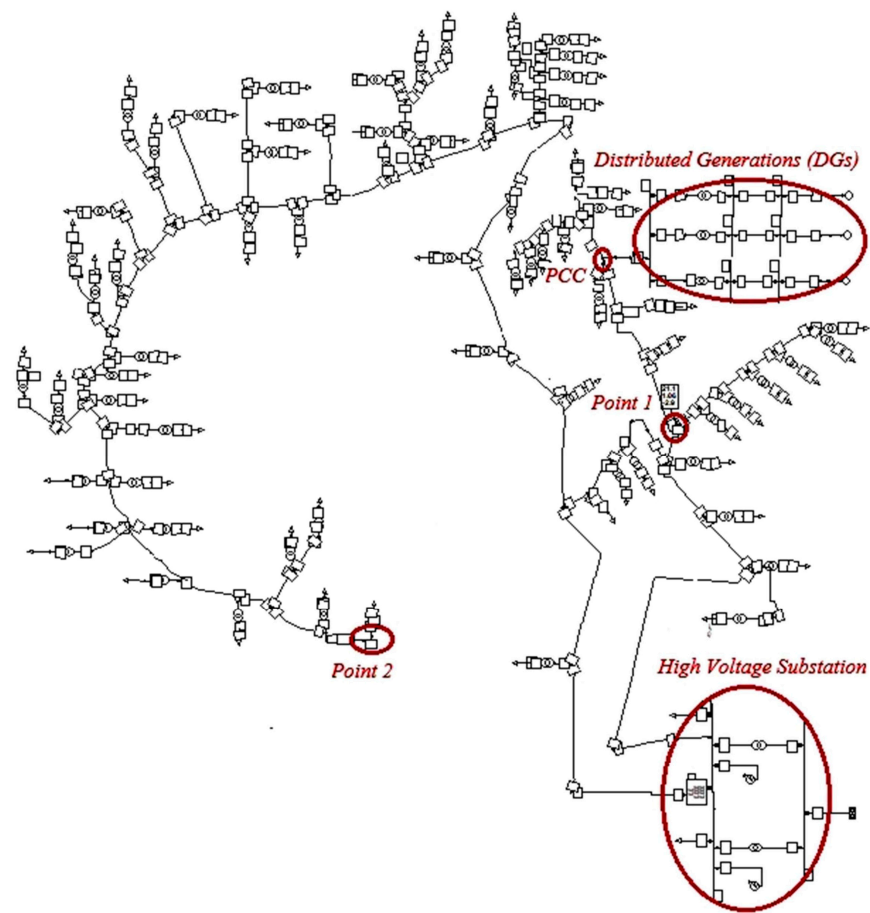 Distributed Generations (DGs)
PCC
Point 1
Point 2
High Voltage Substation